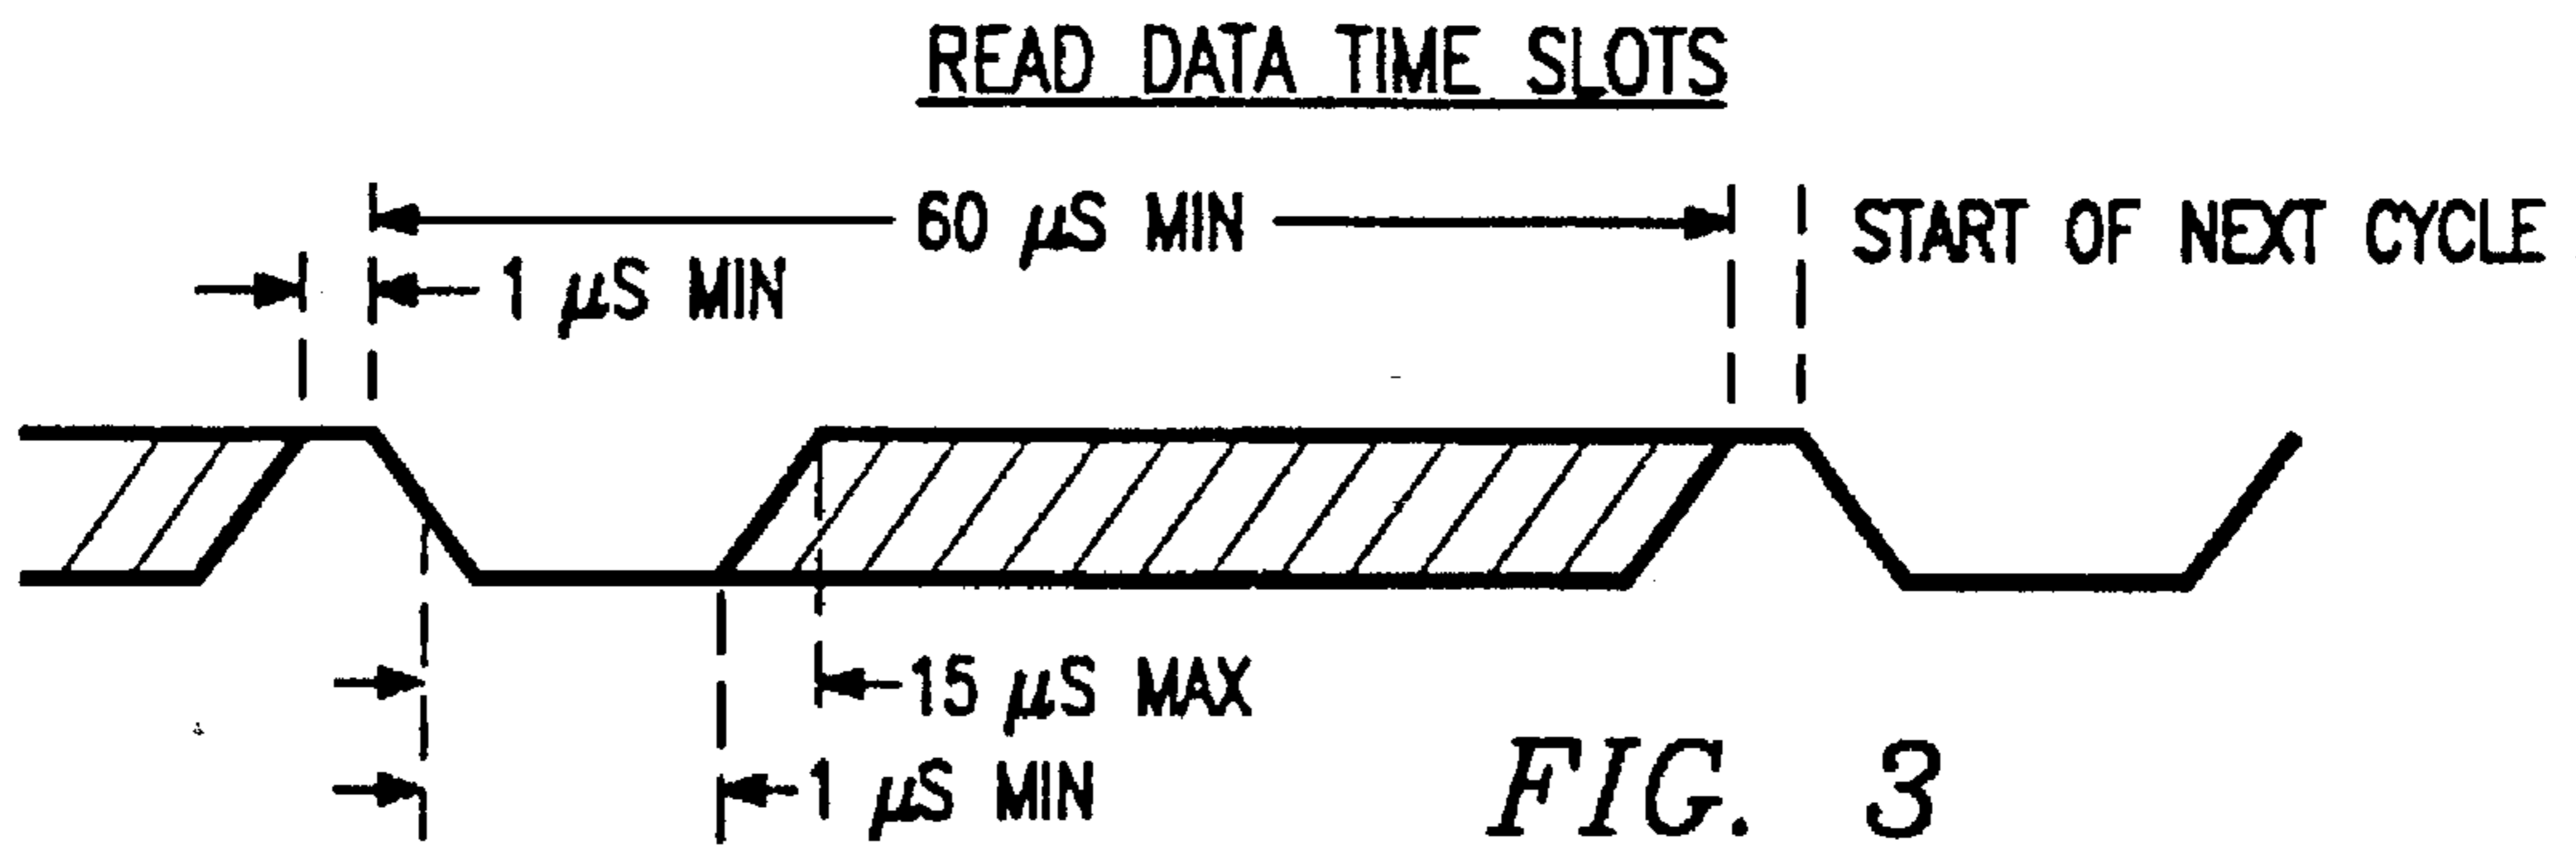 READ DATA TIME SLOTS
60 µS MIN
START OF NEXT CYCLE
1 µS MIN
15 µS MAX
1 µS MIN
FIG. 3